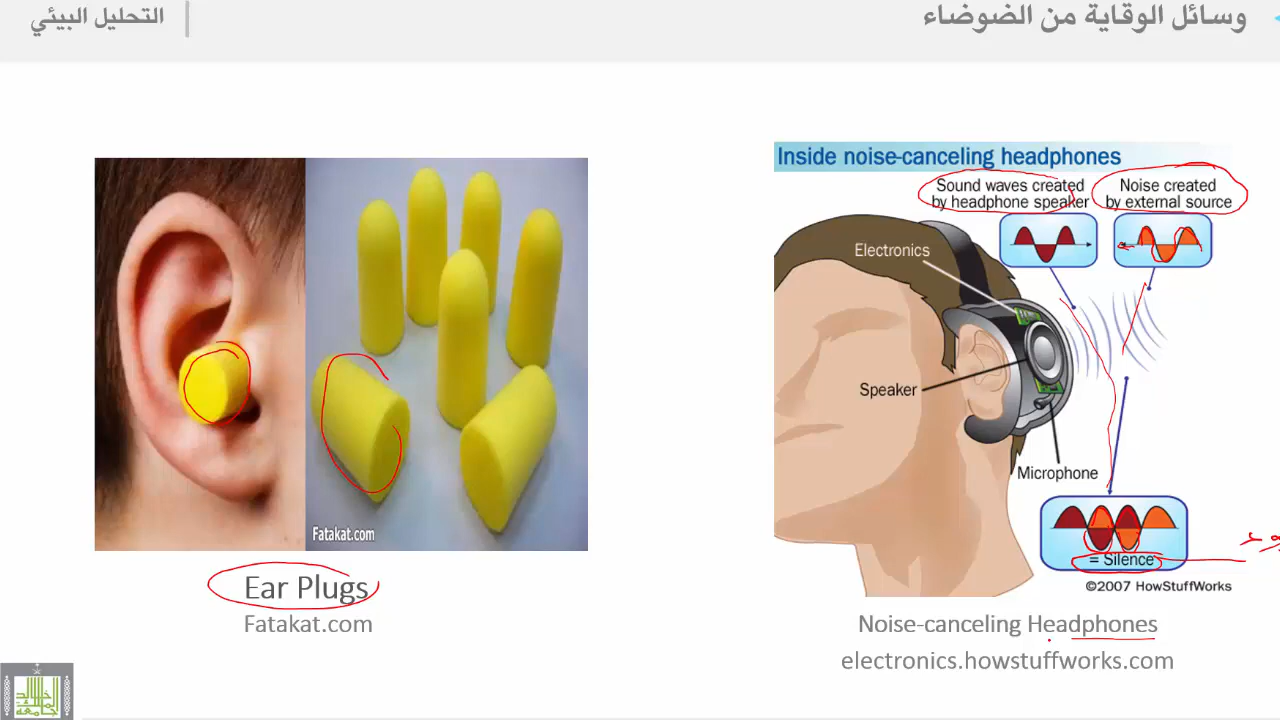 وسائل الوقاية من الضوضاء
التحليل البيئي
Fatakat.com
Ear Plugs
Fatakat.com
Inside noise-canceling headphones
Sound waves created
by headphone speaker
Noise created
by external source
Electronics
Speaker
Microphone
= Silence
©2007 HowStuffWorks
Noise-canceling Headphones
electronics.howstuffworks.com